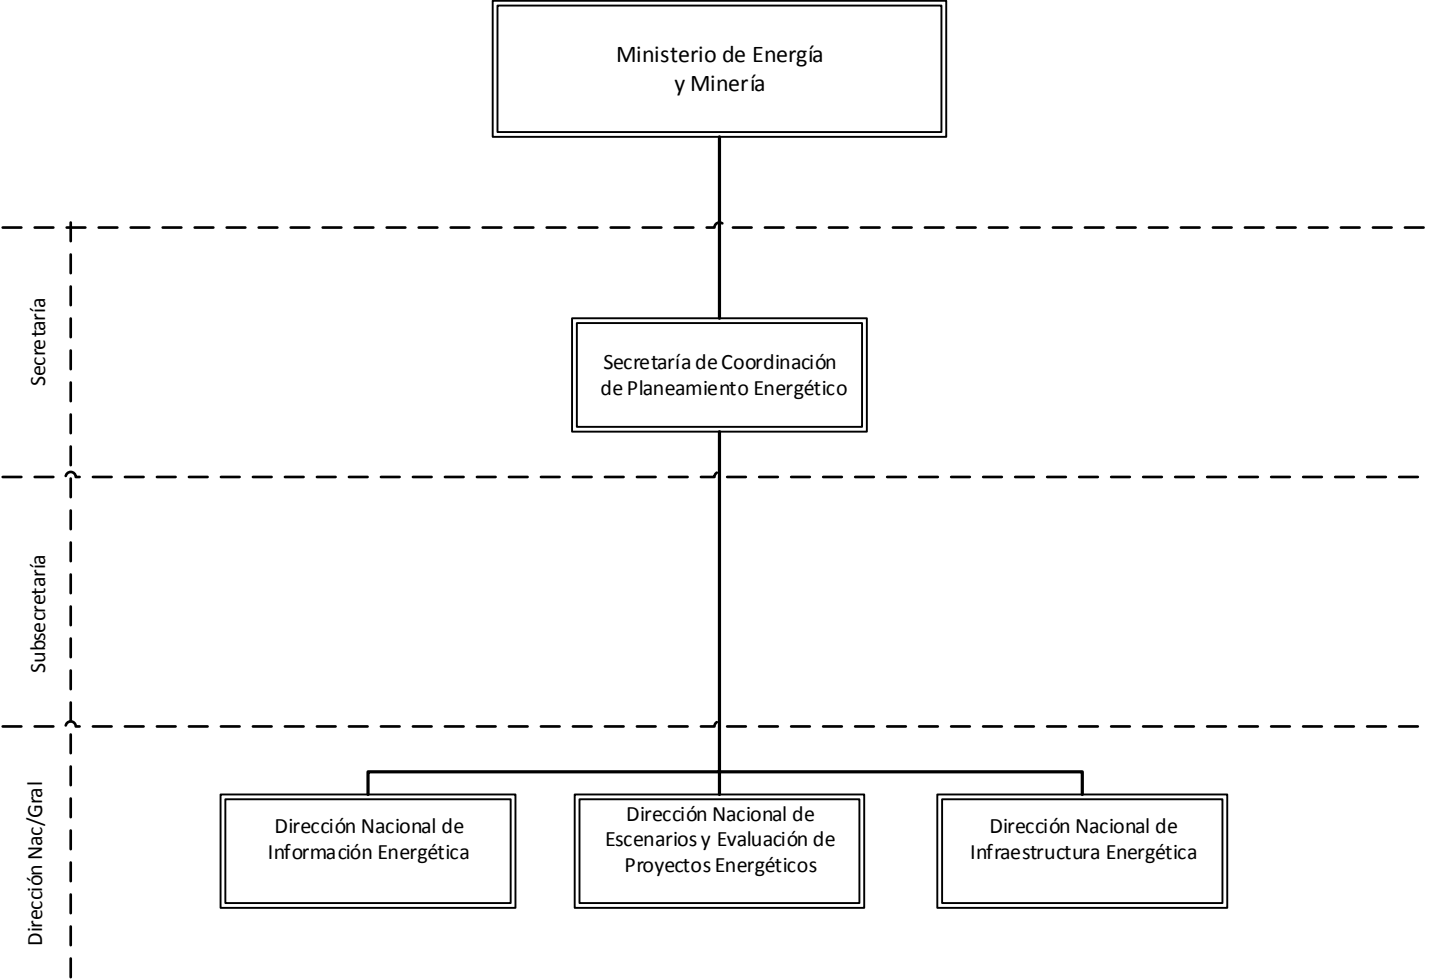 Ministerio de Energía
y Minería
Secretaría
Secretaría de Coordinación
de Planeamiento Energético
Subsecretaría
Dirección Nac/Gral
Dirección Nacional de
Información Energética
Dirección Nacional de
Escenarios y Evaluación de
Proyectos Energéticos
Dirección Nacional de
Infraestructura Energética